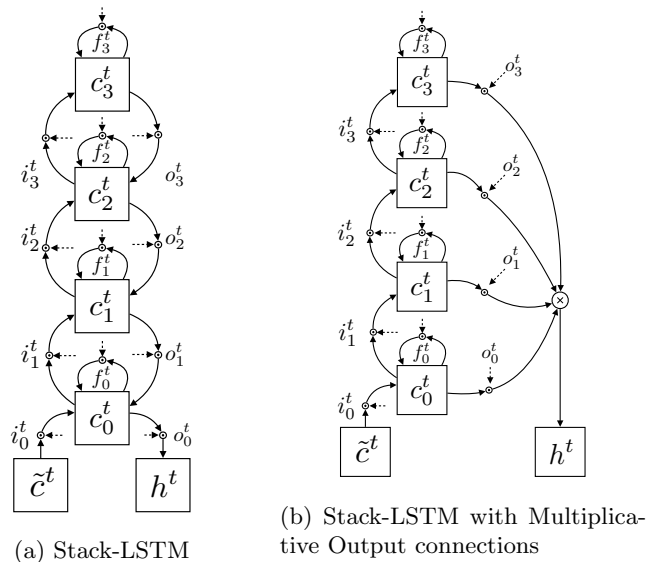 f_3^t
c_3^t
i_3^t o_3^t
f_2^t
c_2^t
i_2^t o_2^t
f_1^t
c_1^t
i_1^t o_1^t
f_0^t
c_0^t
i_0^t o_0^t
c̃^t h^t
(a) Stack-LSTM
f_3^t
c_3^t o_3^t
i_3^t
f_2^t
c_2^t o_2^t
i_2^t
f_1^t o_1^t
c_1^t ×
i_1^t
f_0^t o_0^t
c_0^t
i_0^t
c̃^t h^t
(b) Stack-LSTM with Multiplica-
tive Output connections